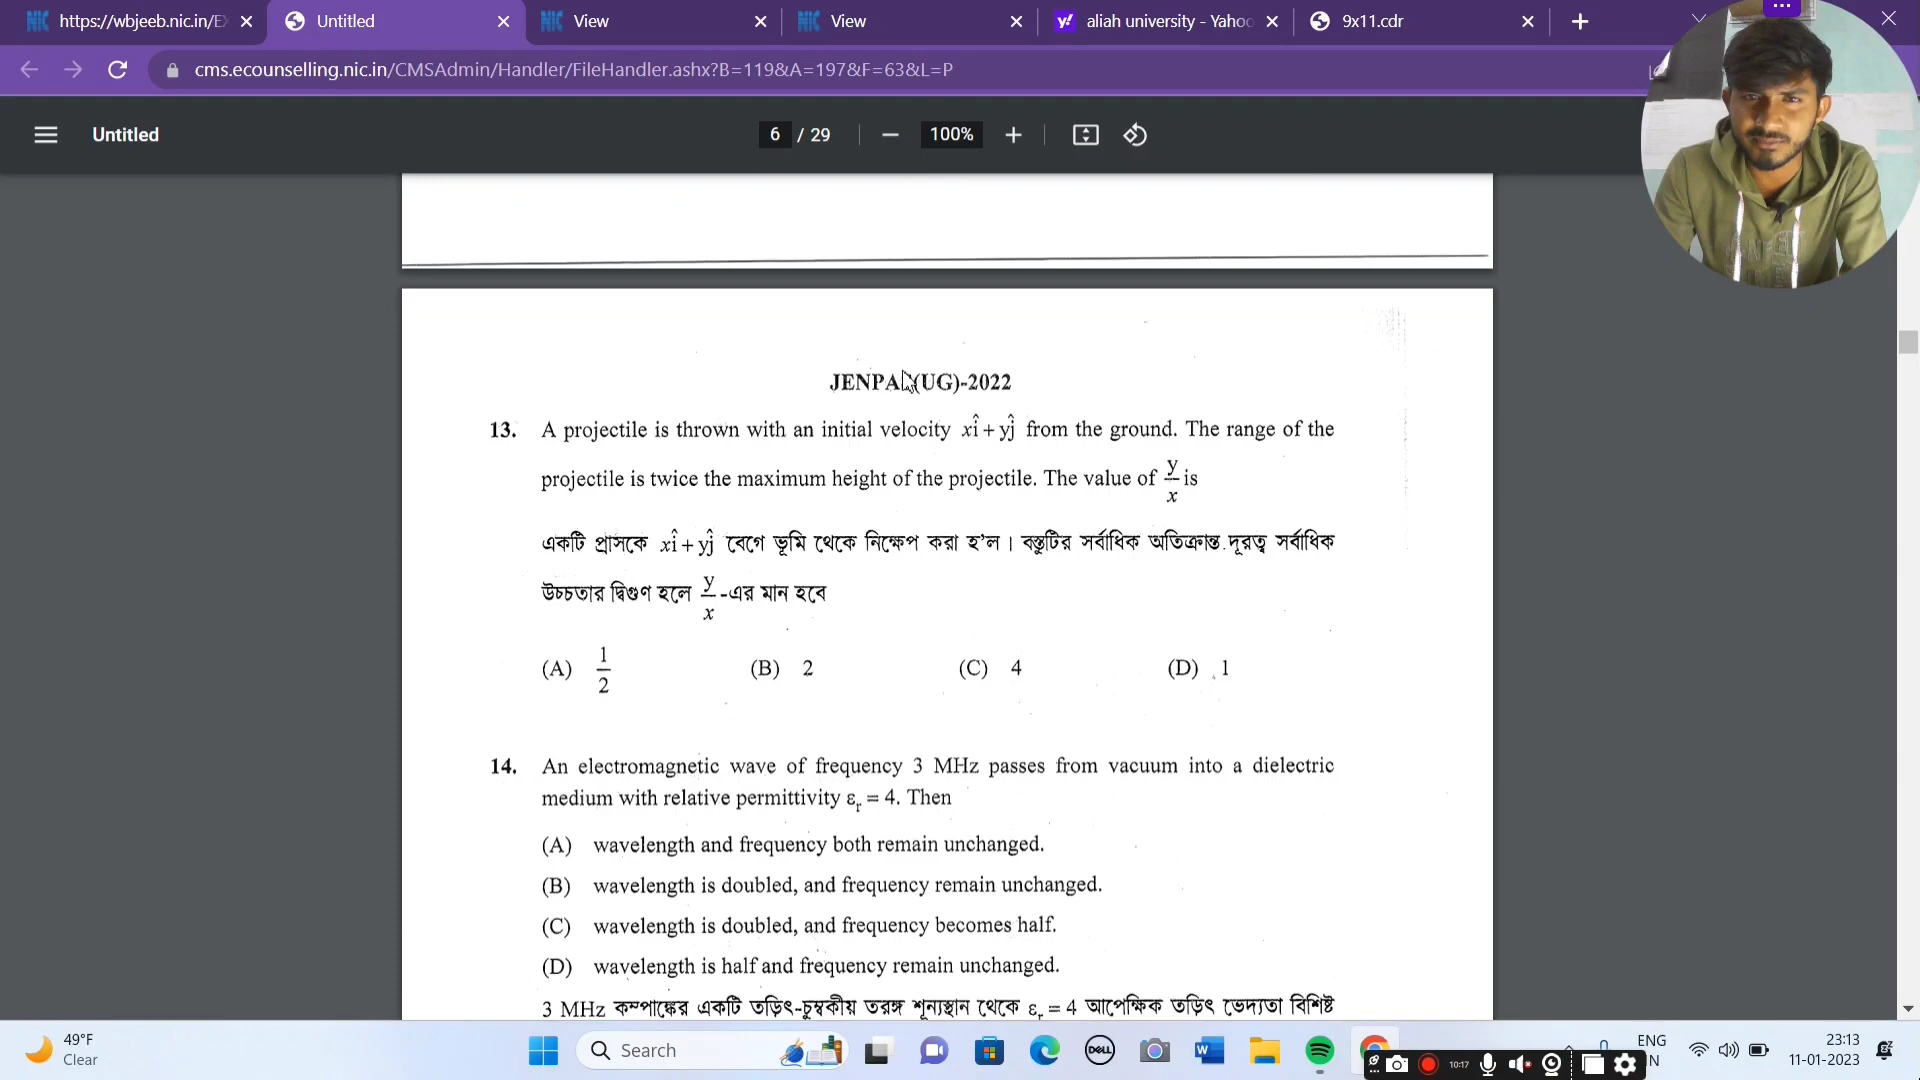 https://wbjeeb.nic.in/E
Untitled
View
View
aliah university - Yahoo
9x11.cdr
cms.ecounselling.nic.in/CMSAdmin/Handler/FileHandler.ashx?B=119&A=197&F=63&L=P
Untitled
6 / 29
100%
JENPAS(UG)-2022
13. A projectile is thrown with an initial velocity xî + yĵ from the ground. The range of the
projectile is twice the maximum height of the projectile. The value of y/x is
একটি প্রাসকে xî + yĵ বেগে ভূমি থেকে নিক্ষেপ করা হ'ল। বস্তুটির সর্বাধিক অতিক্রান্ত দূরত্ব সর্বাধিক
উচ্চতার দ্বিগুণ হলে y/x -এর মান হবে
(A) 1/2 (B) 2 (C) 4 (D) 1
14. An electromagnetic wave of frequency 3 MHz passes from vacuum into a dielectric
medium with relative permittivity εr = 4. Then
(A) wavelength and frequency both remain unchanged.
(B) wavelength is doubled, and frequency remain unchanged.
(C) wavelength is doubled, and frequency becomes half.
(D) wavelength is half and frequency remain unchanged.
3 MHz কম্পাঙ্কের একটি তড়িৎ-চুম্বকীয় তরঙ্গ শূন্যস্থান থেকে εr = 4 আপেক্ষিক তড়িৎ ভেদ্যতা বিশিষ্ট
49°F
Clear
Search
DELL
10:17
ENG
IN
23:13
11-01-2023